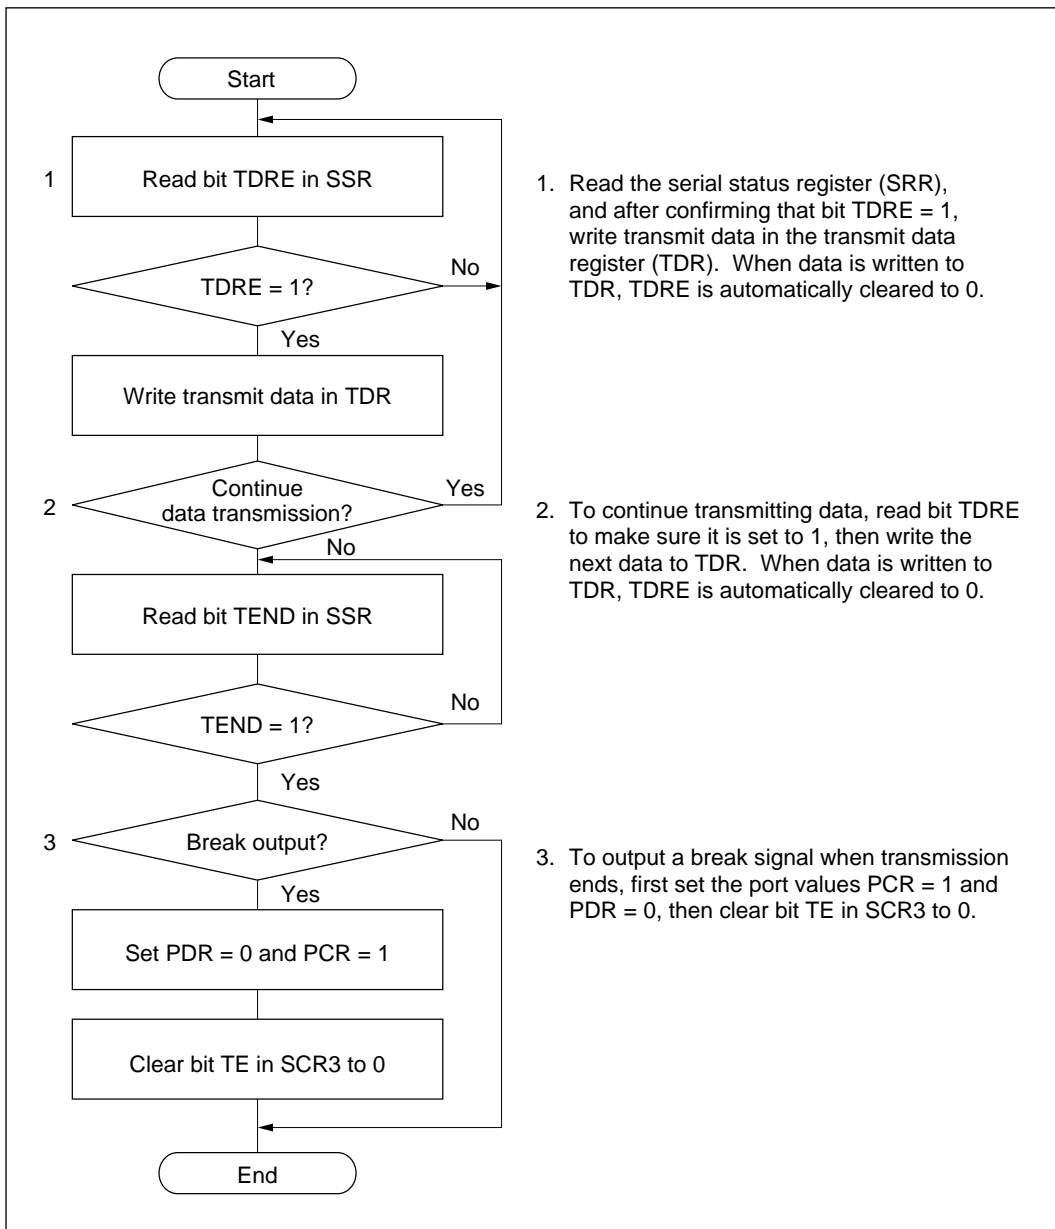 Start
1
Read bit TDRE in SSR
TDRE = 1?
No
Yes
Write transmit data in TDR
2
Continue
data transmission?
Yes
No
Read bit TEND in SSR
TEND = 1?
No
Yes
3
Break output?
No
Yes
Set PDR = 0 and PCR = 1
Clear bit TE in SCR3 to 0
End
1. Read the serial status register (SRR),
and after confirming that bit TDRE = 1,
write transmit data in the transmit data
register (TDR). When data is written to
TDR, TDRE is automatically cleared to 0.
2. To continue transmitting data, read bit TDRE
to make sure it is set to 1, then write the
next data to TDR. When data is written to
TDR, TDRE is automatically cleared to 0.
3. To output a break signal when transmission
ends, first set the port values PCR = 1 and
PDR = 0, then clear bit TE in SCR3 to 0.